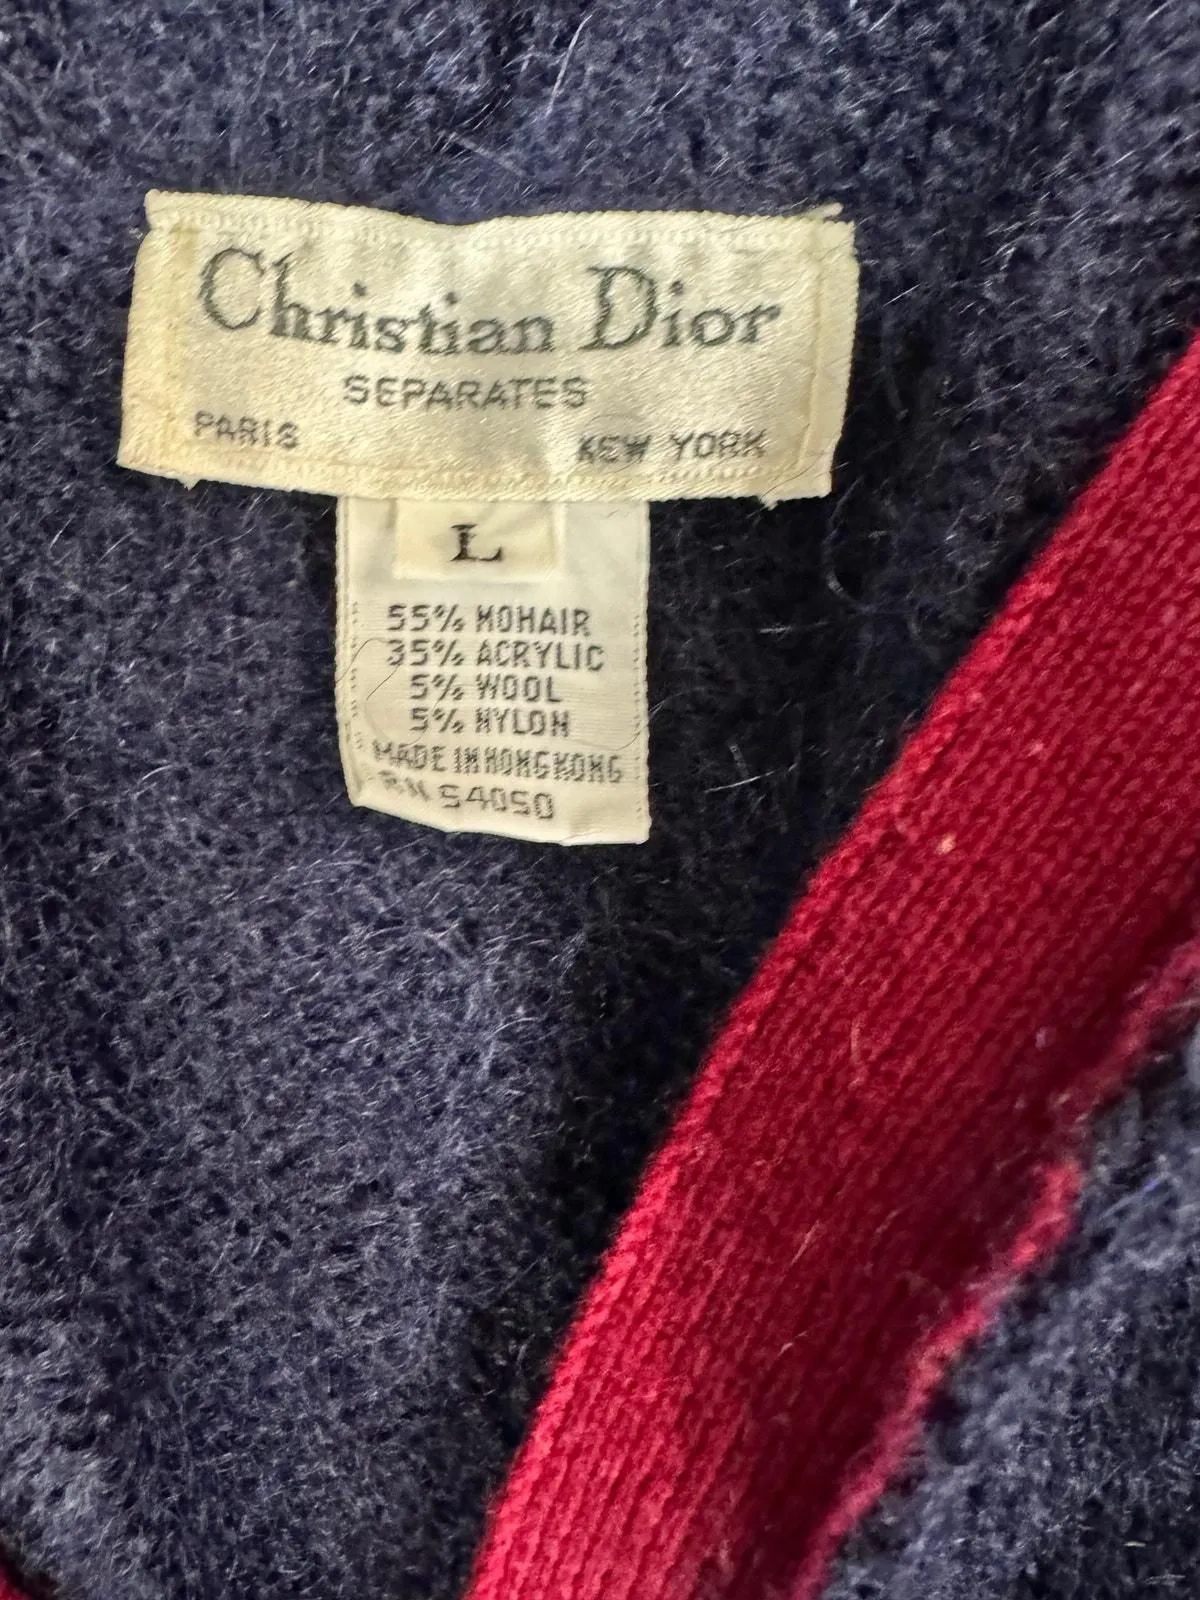 Christian Dior
SEPARATES
PARIS NEW YORK
L
55% MOHAIR
35% ACRYLIC
5% WOOL
5% NYLON
MADE IN HONG KONG
RN 54050